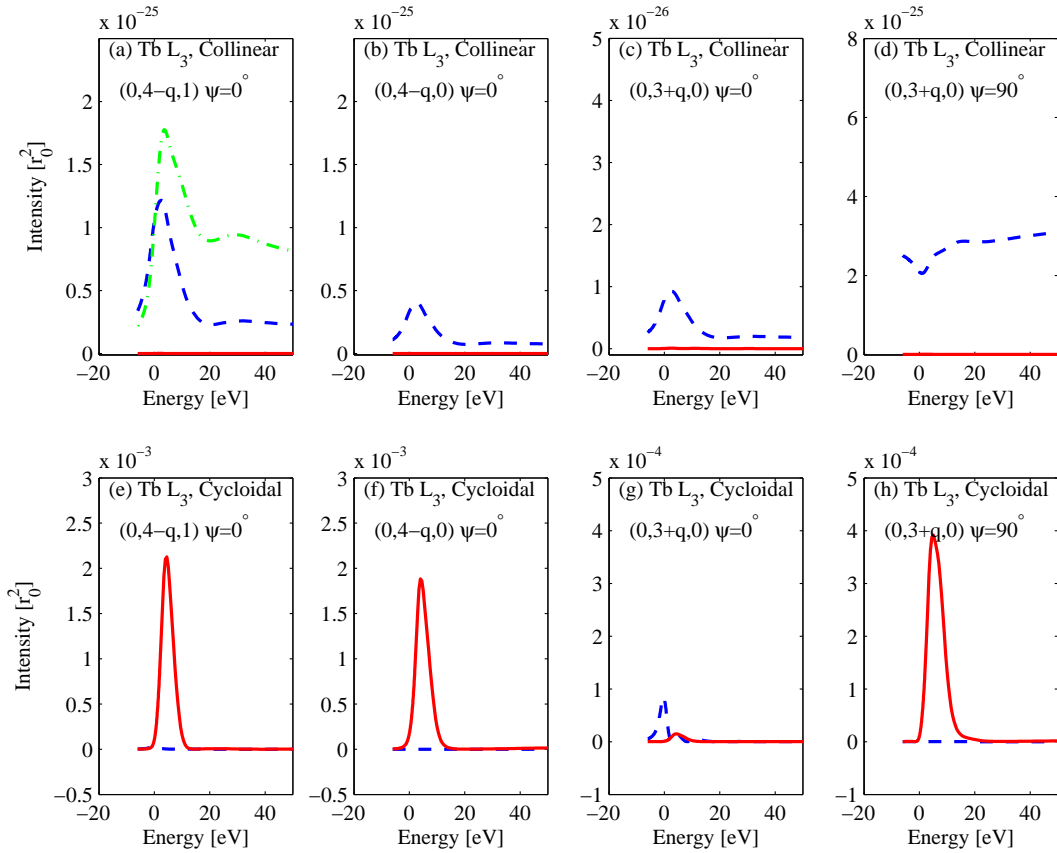 x 10⁻²⁵
(a) Tb L₃, Collinear
(0,4−q,1) ψ=0°
2
1.5
1
0.5
0
−20 0 20 40
Energy [eV]
Intensity [r₀²]
x 10⁻²⁵
(b) Tb L₃, Collinear
(0,4−q,0) ψ=0°
2
1.5
1
0.5
0
−20 0 20 40
Energy [eV]
x 10⁻²⁶
(c) Tb L₃, Collinear
(0,3+q,0) ψ=0°
5
4
3
2
1
0
−20 0 20 40
Energy [eV]
x 10⁻²⁵
(d) Tb L₃, Collinear
(0,3+q,0) ψ=90°
8
6
4
2
0
−20 0 20 40
Energy [eV]
x 10⁻³
(e) Tb L₃, Cycloidal
(0,4−q,1) ψ=0°
3
2.5
2
1.5
1
0.5
0
−0.5
−20 0 20 40
Energy [eV]
Intensity [r₀²]
x 10⁻³
(f) Tb L₃, Cycloidal
(0,4−q,0) ψ=0°
3
2.5
2
1.5
1
0.5
0
−0.5
−20 0 20 40
Energy [eV]
x 10⁻⁴
(g) Tb L₃, Cycloidal
(0,3+q,0) ψ=0°
5
4
3
2
1
0
−1
−20 0 20 40
Energy [eV]
x 10⁻⁴
(h) Tb L₃, Cycloidal
(0,3+q,0) ψ=90°
5
4
3
2
1
0
−1
−20 0 20 40
Energy [eV]